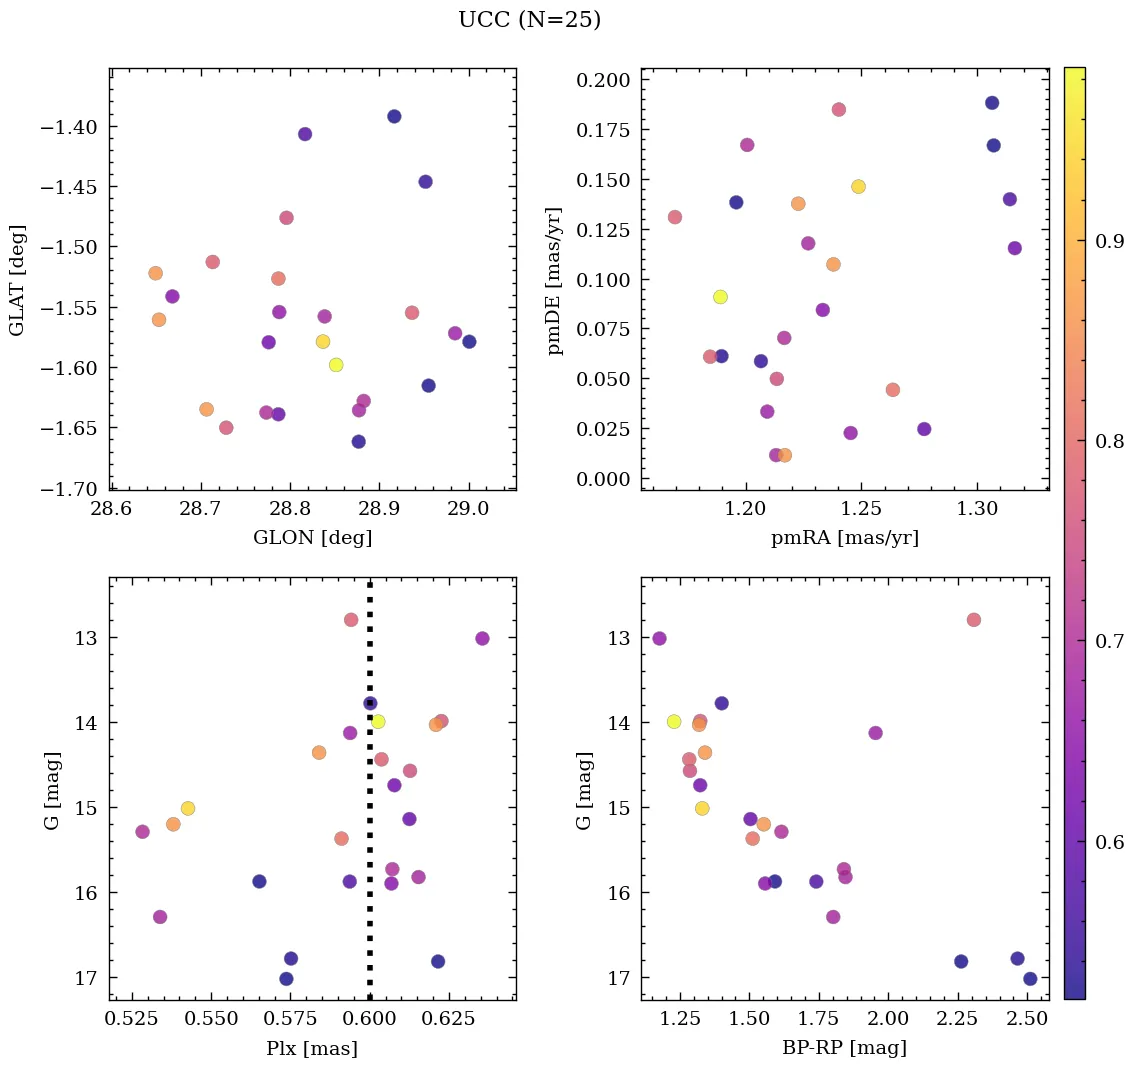 UCC (N=25)
−1.40
−1.45
−1.50
−1.55
−1.60
−1.65
−1.70
28.6 28.7 28.8 28.9 29.0
GLON [deg]
GLAT [deg]
0.200
0.175
0.150
0.125
0.100
0.075
0.050
0.025
0.000
1.20 1.25 1.30
pmRA [mas/yr]
pmDE [mas/yr]
13
14
15
16
17
0.525 0.550 0.575 0.600 0.625
Plx [mas]
G [mag]
13
14
15
16
17
1.25 1.50 1.75 2.00 2.25 2.50
BP-RP [mag]
G [mag]
0.9
0.8
0.7
0.6